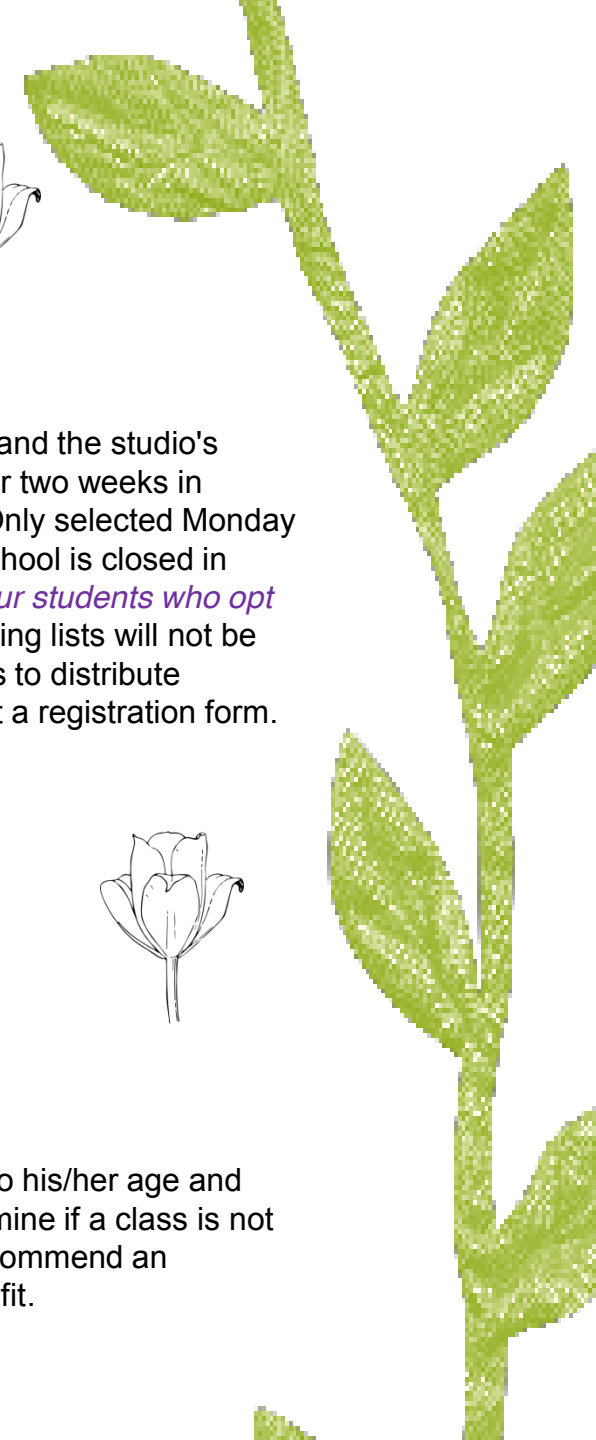 and the studio's
r two weeks in
Only selected Monday
hool is closed in
ur students who opt
ing lists will not be
s to distribute
t a registration form.
o his/her age and
mine if a class is not
commend an
fit.